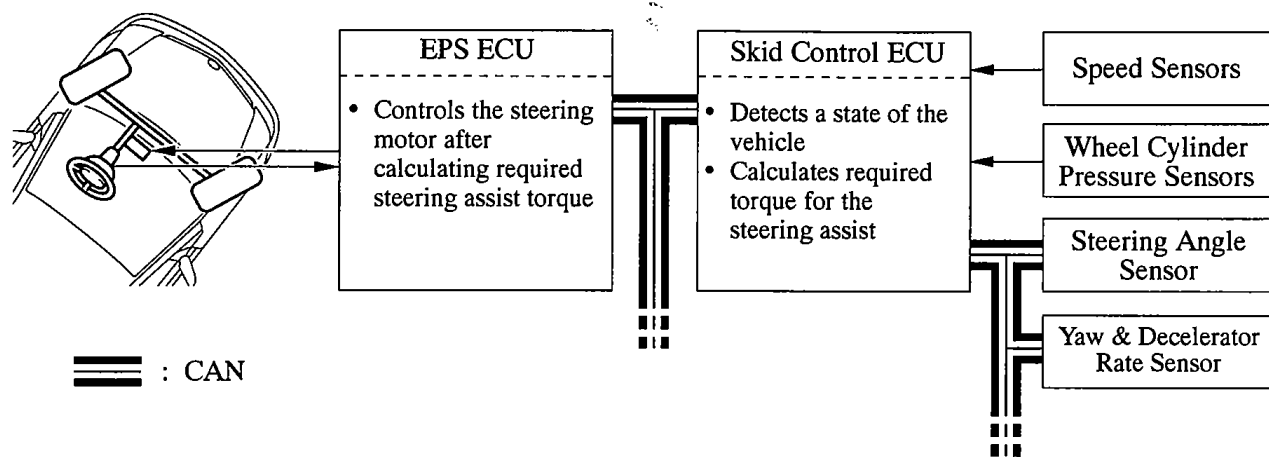 EPS ECU
• Controls the steering
motor after
calculating required
steering assist torque
Skid Control ECU
• Detects a state of the
vehicle
• Calculates required
torque for the
steering assist
Speed Sensors
Wheel Cylinder
Pressure Sensors
Steering Angle
Sensor
Yaw & Decelerator
Rate Sensor
: CAN